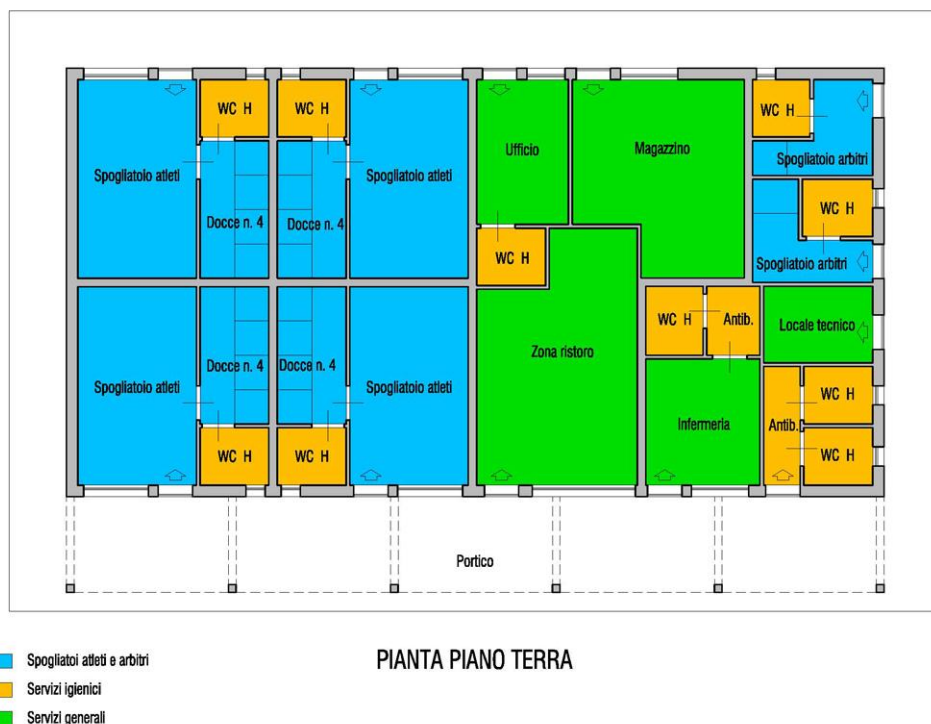 WC H
WC H
WC H
Ufficio
Magazzino
Spogliatoio arbitri
Spogliatoio atleti
Spogliatoio atleti
Docce n. 4
Docce n. 4
WC H
WC H
Spogliatoio arbitri
WC H
Antib.
Locale tecnico
Zona ristoro
Docce n. 4
Docce n. 4
Spogliatoio atleti
Spogliatoio atleti
WC H
Infermeria
Antib.
WC H
WC H
WC H
Portico
PIANTA PIANO TERRA
Spogliatoi atleti e arbitri
Servizi igienici
Servizi generali